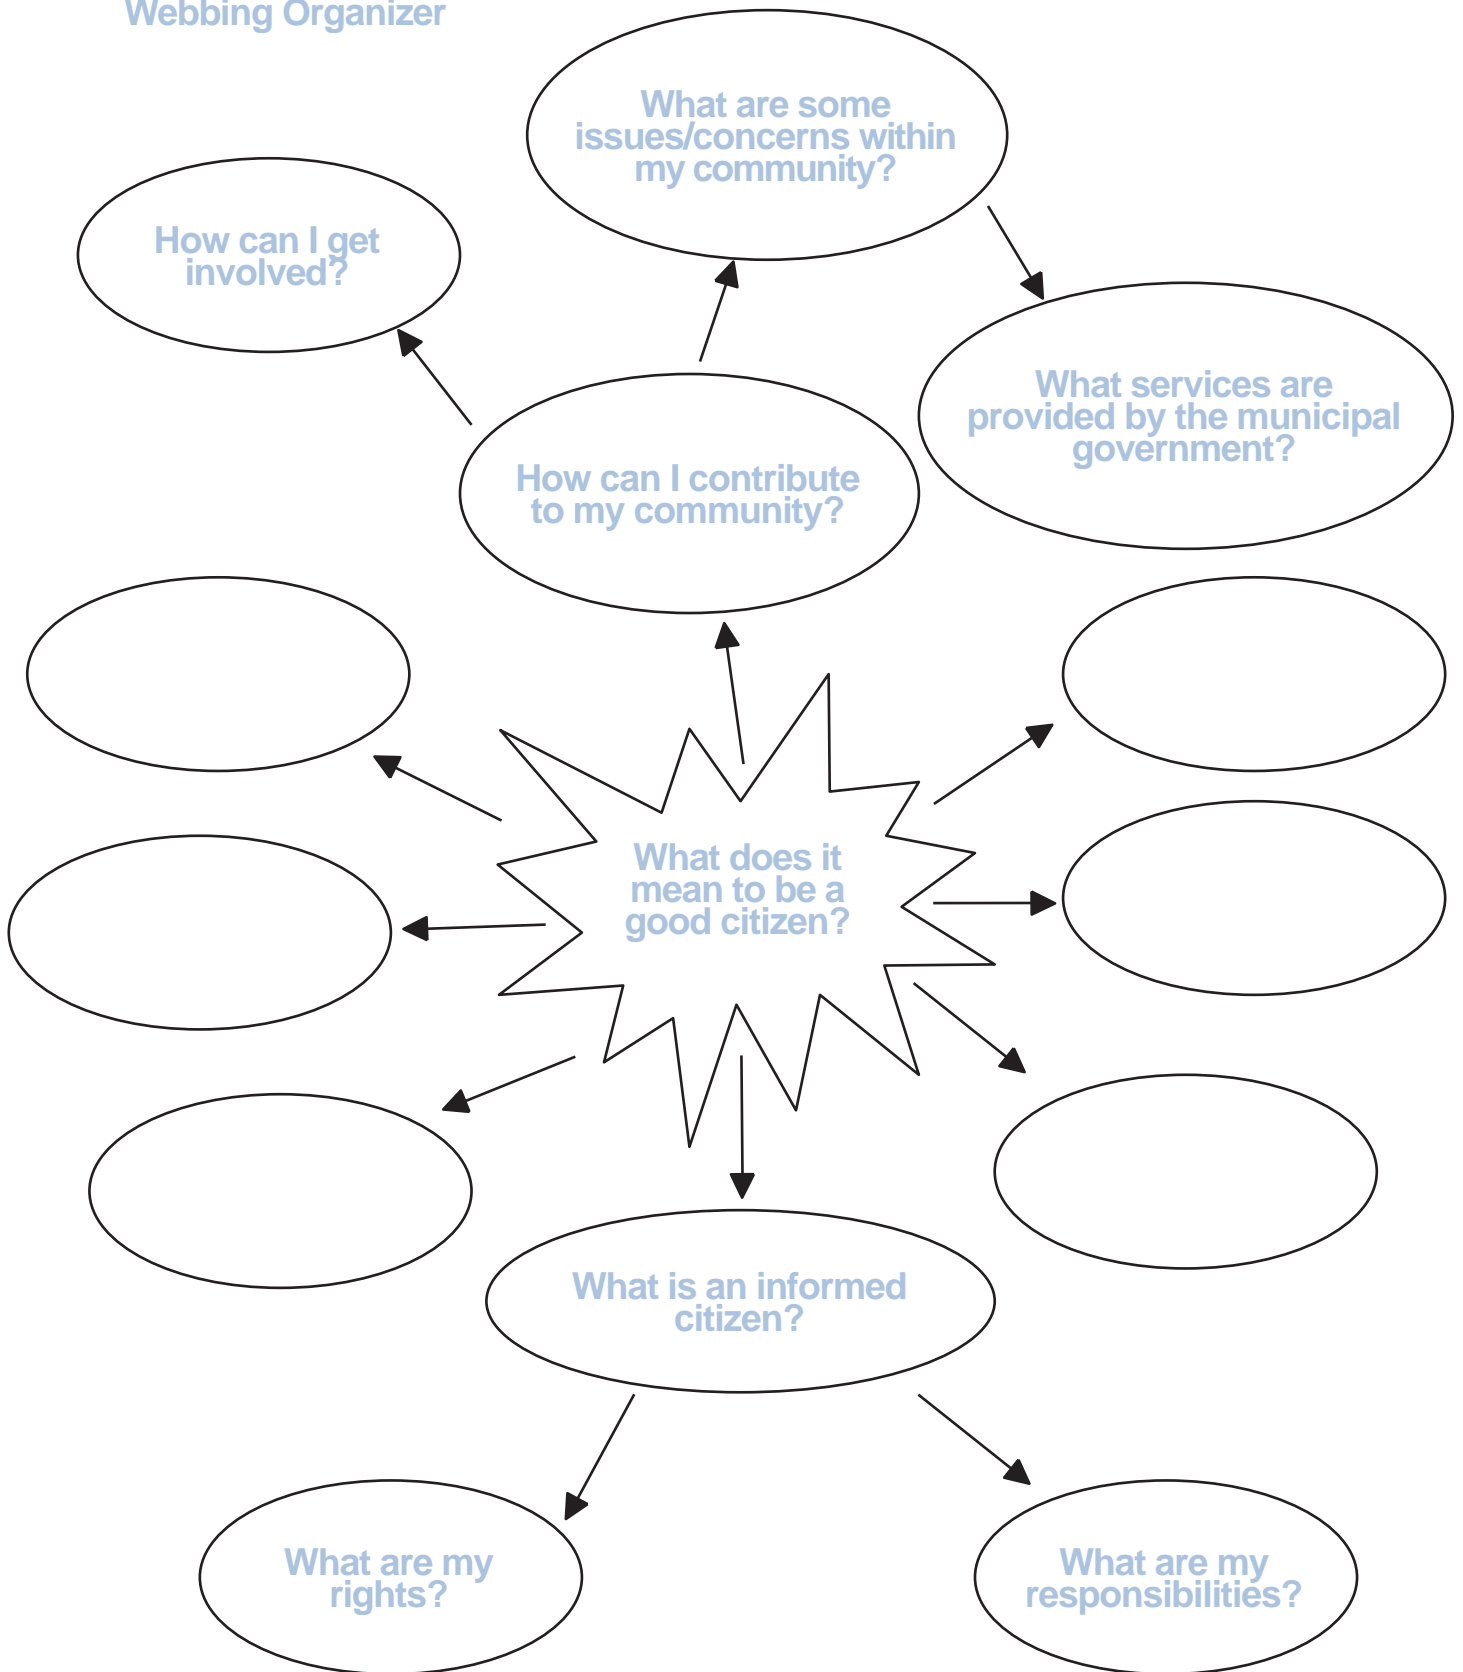 Webbing Organizer
What are some
issues/concerns within
my community?
How can I get
involved?
What services are
provided by the municipal
government?
How can I contribute
to my community?
What does it
mean to be a
good citizen?
What is an informed
citizen?
What are my
rights?
What are my
responsibilities?